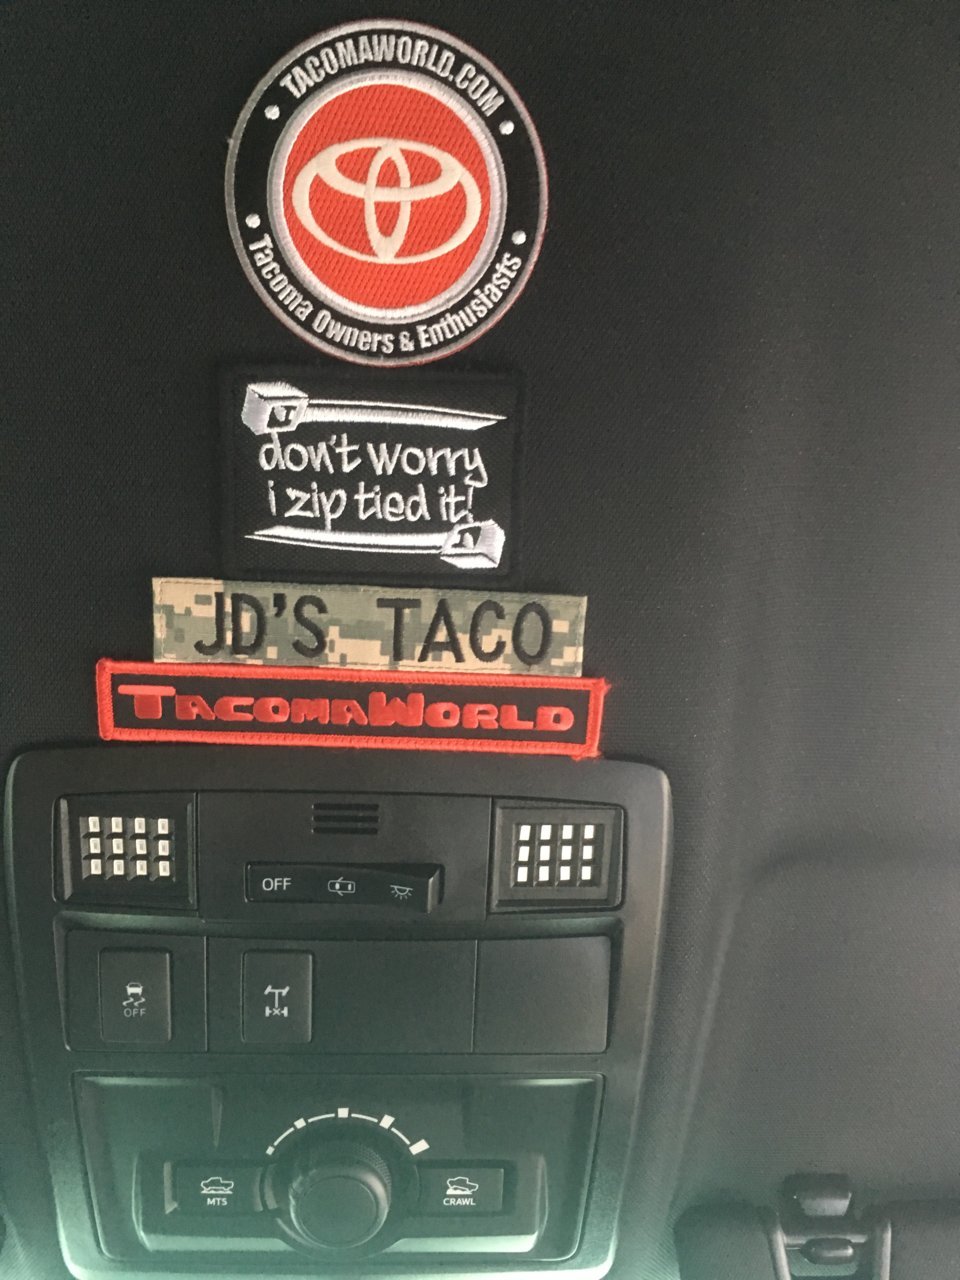 TACOMAWORLD.COM
Tacoma Owners & Enthusiasts
don't worry
i zip tied it!
JD'S TACO
TACOMAWORLD
OFF
OFF
MTS
CRAWL